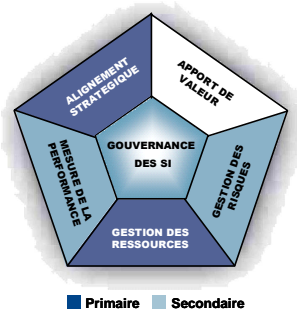 ALIGNEMENT
STRATEGIQUE
APPORT DE
VALEUR
MESURE DE LA
PERFORMANCE
GOUVERNANCE
DES SI
GESTION DES
RISQUES
GESTION DES
RESSOURCES
Primaire Secondaire